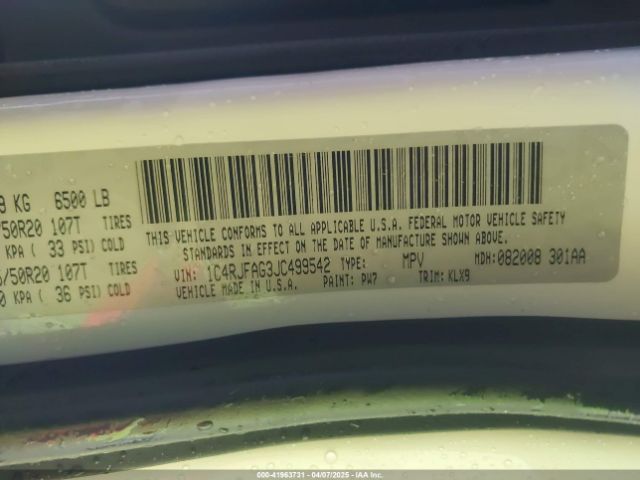 9 KG 6500 LB
/50R20 107T TIRES
KPA ( 33 PSI) COLD
/50R20 107T TIRES
0 KPA ( 36 PSI) COLD
THIS VEHICLE CONFORMS TO ALL APPLICABLE U.S.A. FEDERAL MOTOR VEHICLE SAFETY
STANDARDS IN EFFECT ON THE DATE OF MANUFACTURE SHOWN ABOVE.
VIN: 1C4RJFAG3JC499542 TYPE: MPV MDH: 082008 301AA
VEHICLE MADE IN U.S.A. PAINT: PW7 TRIM: KLX9
000-41963731 - 04/07/2025 - IAA Inc.